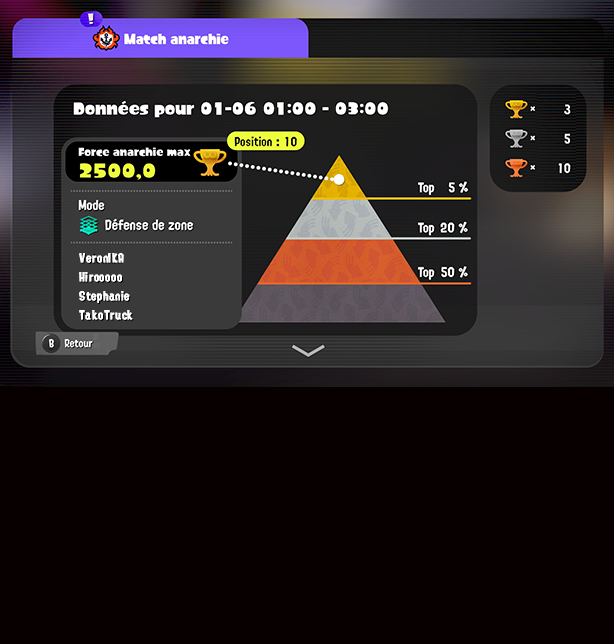 !
Match anarchie
Données pour 01-06 01:00 - 03:00
Force anarchie max
2500,0
Position : 10
Mode
Défense de zone
VeronIKA
Hirooooo
Stephanie
TakoTruck
Top 5 %
Top 20 %
Top 50 %
× 3
× 5
× 10
B Retour